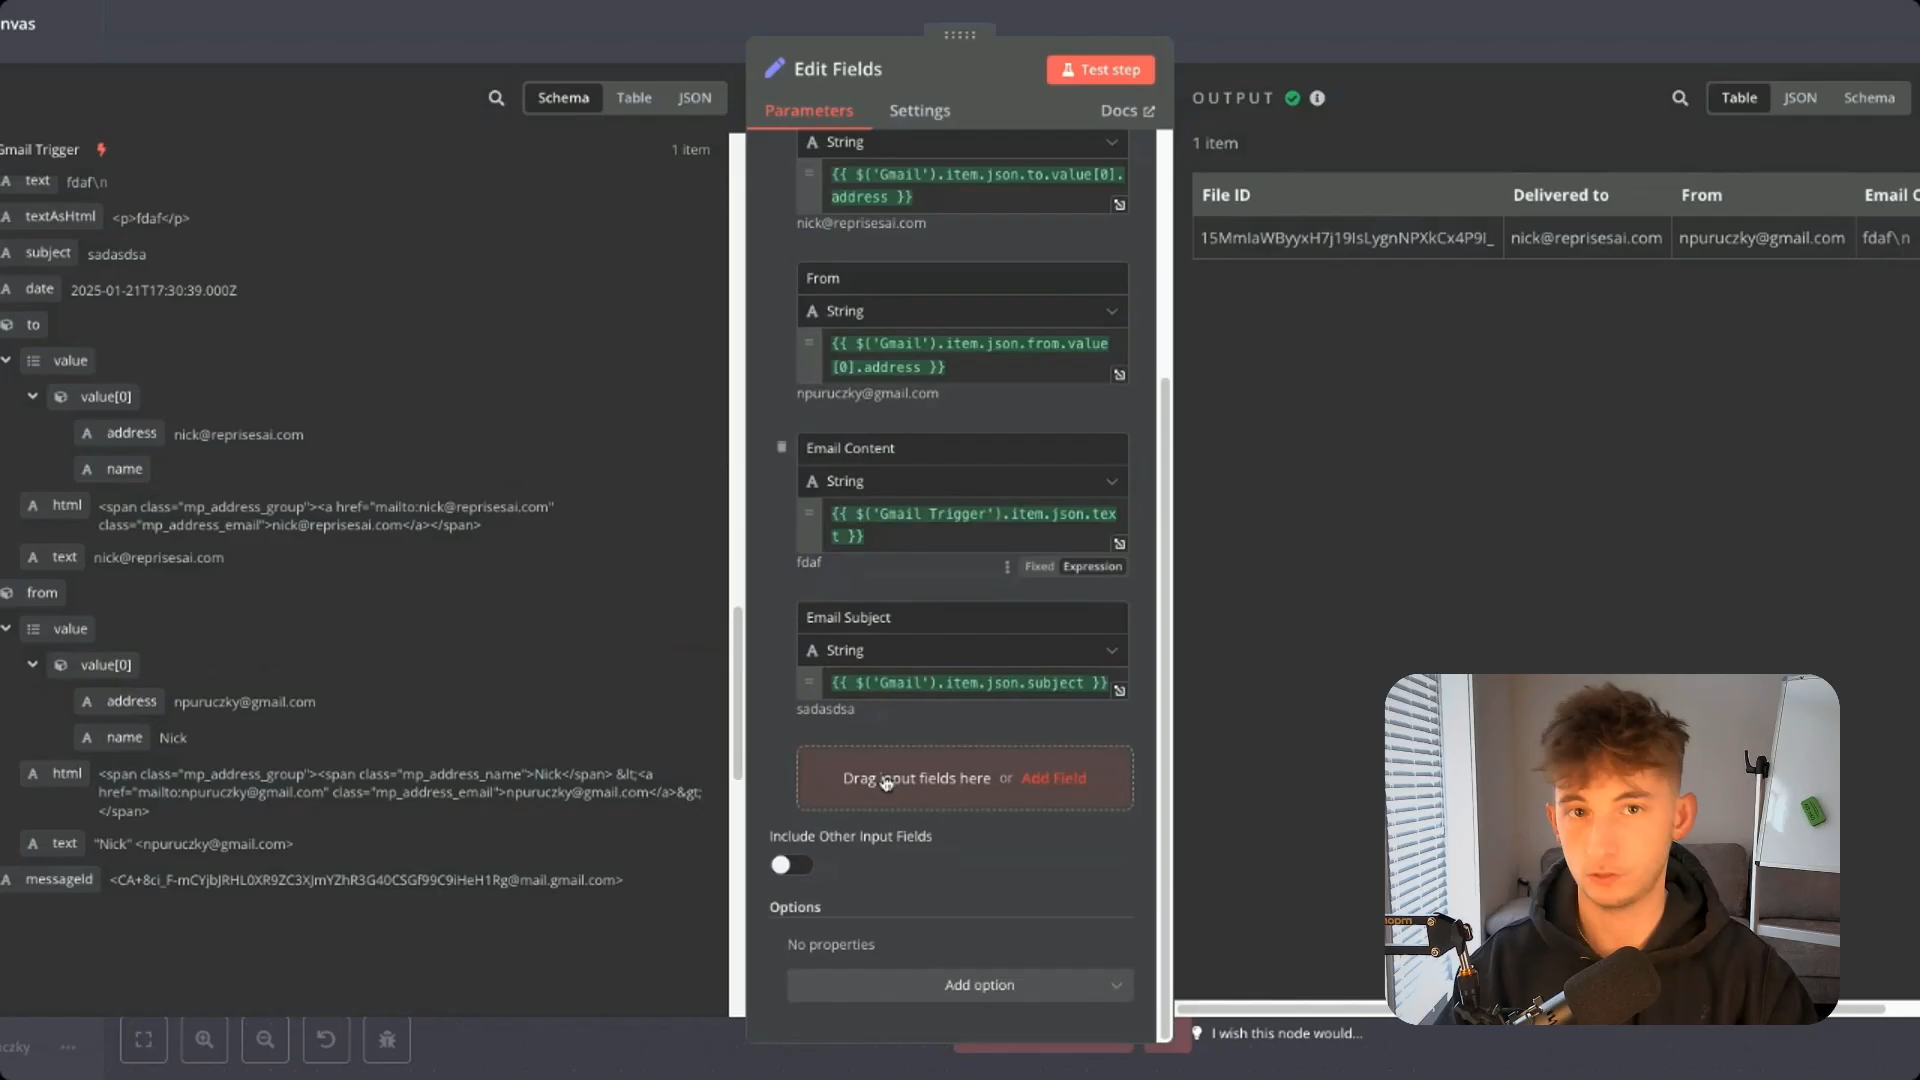 nvas
Schema
Table
JSON
Gmail Trigger
1 item
A text fdaf\n
A textAsHtml <p>fdaf</p>
A subject sadasdsa
A date 2025-01-21T17:30:39.000Z
to
value
value[0]
A address nick@reprisesai.com
A name
A html <span class="mp_address_group"><a href="mailto:nick@reprisesai.com"
class="mp_address_email">nick@reprisesai.com</a></span>
A text nick@reprisesai.com
from
value
value[0]
A address npuruczky@gmail.com
A name Nick
A html <span class="mp_address_group"><span class="mp_address_name">Nick</span> &lt;<a
href="mailto:npuruczky@gmail.com" class="mp_address_email">npuruczky@gmail.com</a>&gt;
</span>
A text "Nick" <npuruczky@gmail.com>
A messageId <CA+8ci_F-mCYjbJRHL0XR9ZC3XJmYZhR3G40CSGf99C9iHeH1Rg@mail.gmail.com>
czky
Edit Fields
Test step
Parameters
Settings
Docs
A String
= {{ $('Gmail').item.json.to.value[0].
address }}
nick@reprisesai.com
From
A String
= {{ $('Gmail').item.json.from.value
[0].address }}
npuruczky@gmail.com
Email Content
A String
= {{ $('Gmail Trigger').item.json.tex
t }}
fdaf
Fixed Expression
Email Subject
A String
= {{ $('Gmail').item.json.subject }}
sadasdsa
Drag input fields here or Add Field
Include Other Input Fields
Options
No properties
Add option
OUTPUT
Table
JSON
Schema
1 item
File ID
Delivered to
From
Email C
nick@reprisesai.com
npuruczky@gmail.com
fdaf\n
I wish this node would...